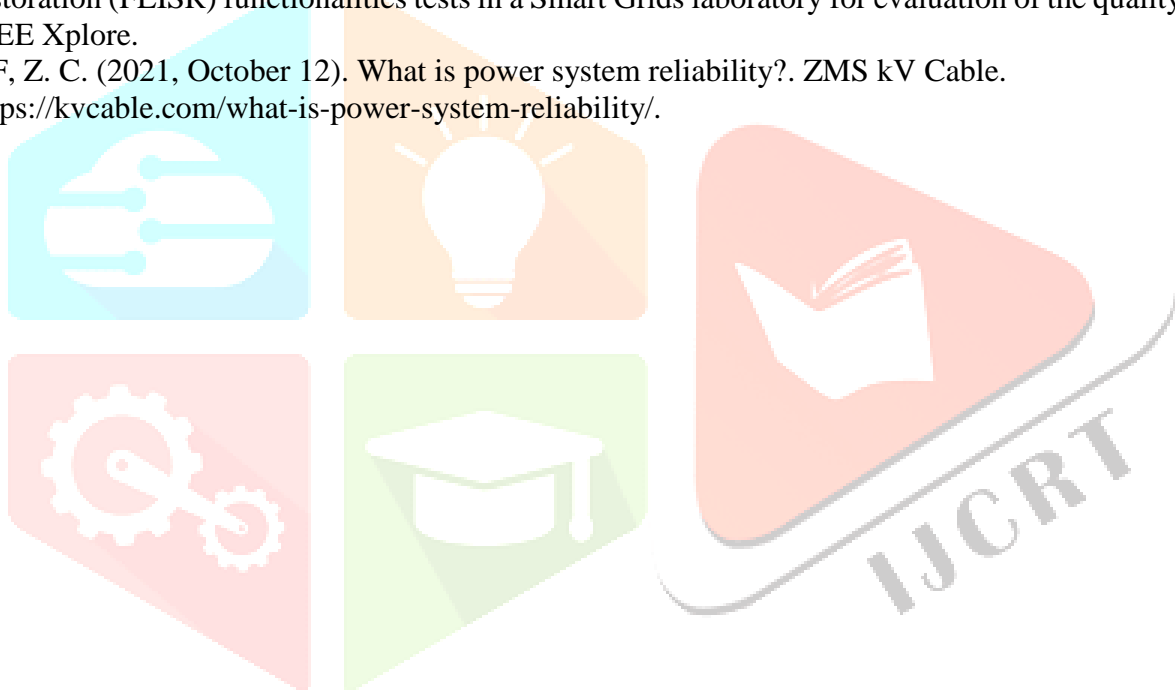 storation (FLISR) functionalities tests in a Smart Grids laboratory for evaluation of the quality
EE Xplore.
F, Z. C. (2021, October 12). What is power system reliability?. ZMS kV Cable.
ps://kvcable.com/what-is-power-system-reliability/.
IJCRT